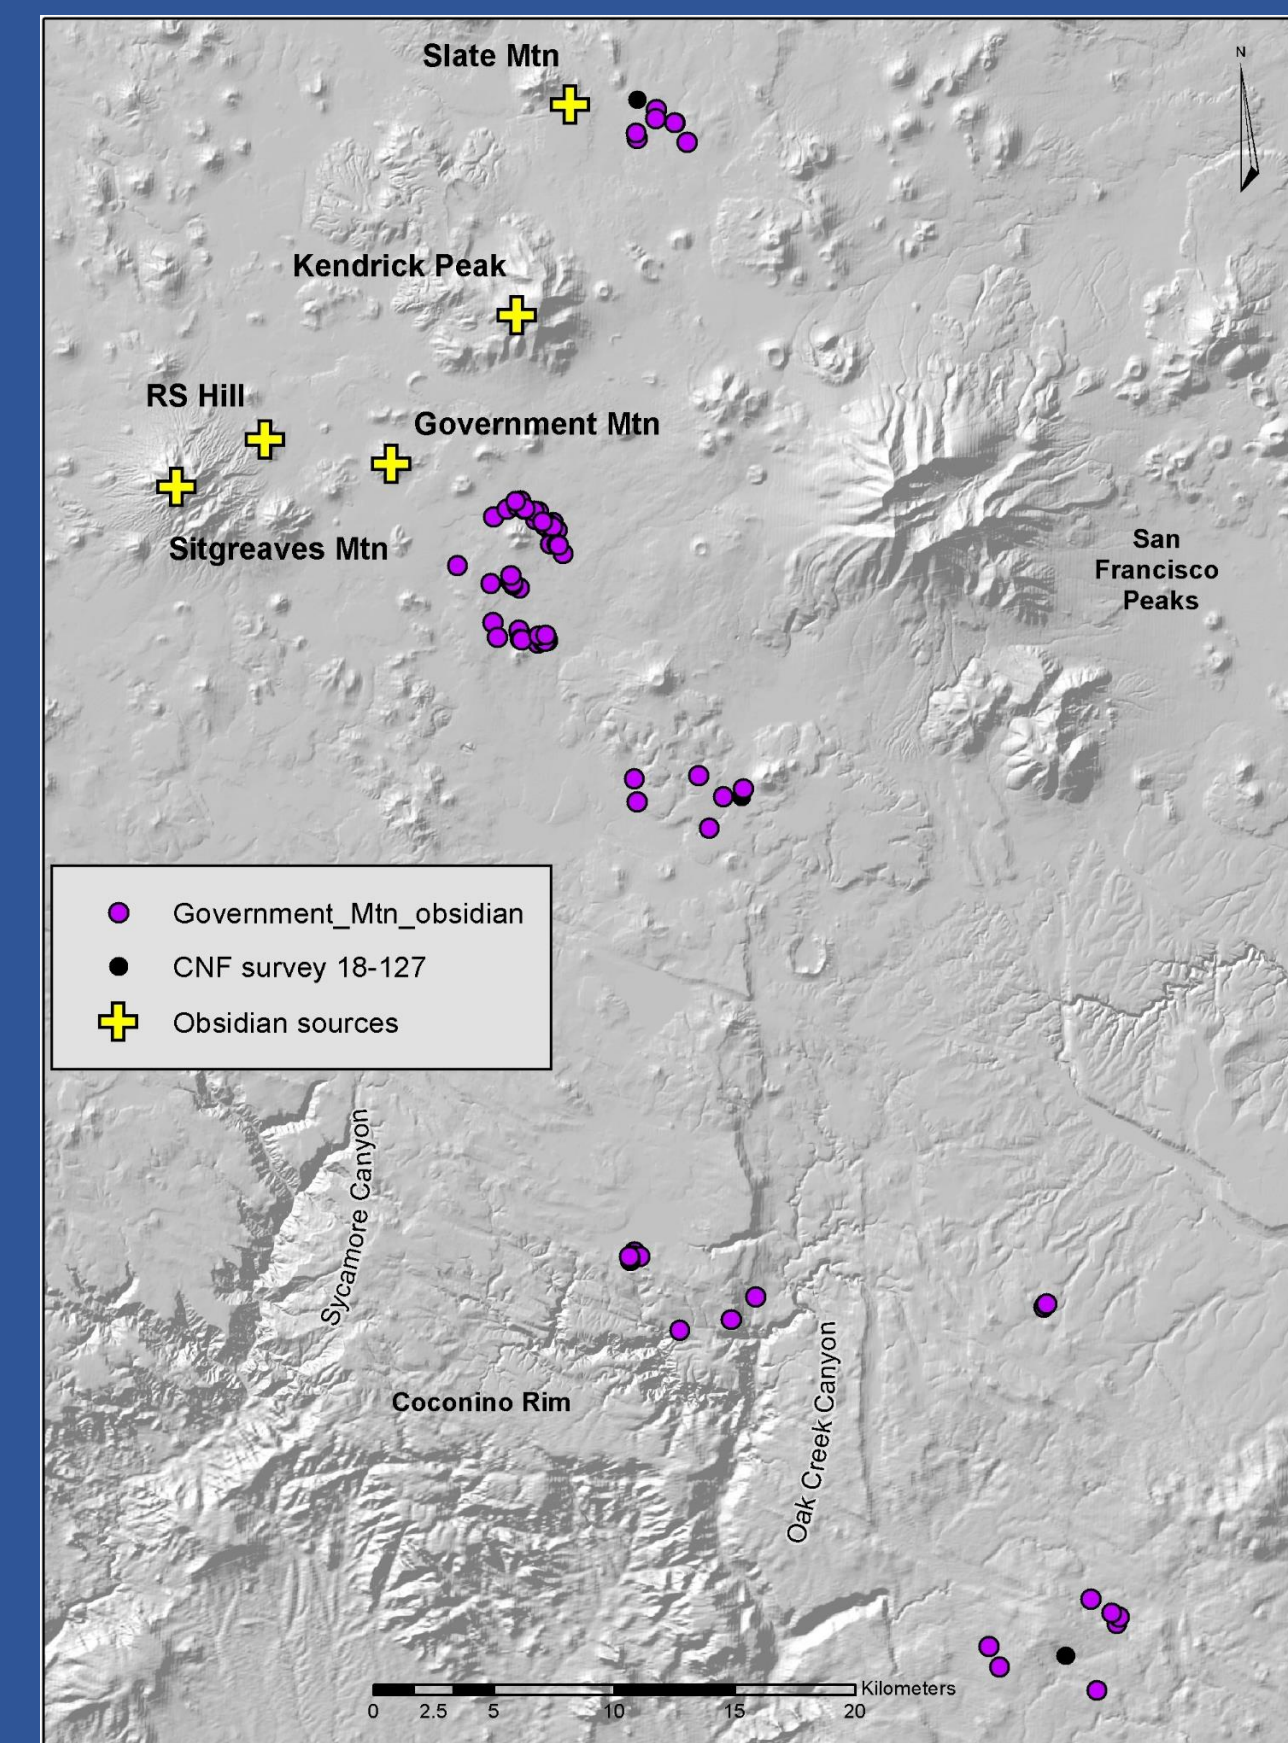 Slate Mtn
N
Kendrick Peak
RS Hill
Government Mtn
Sitgreaves Mtn
San
Francisco
Peaks
Government_Mtn_obsidian
CNF survey 18-127
Obsidian sources
Sycamore Canyon
Oak Creek Canyon
Coconino Rim
Kilometers
0 2.5 5 10 15 20